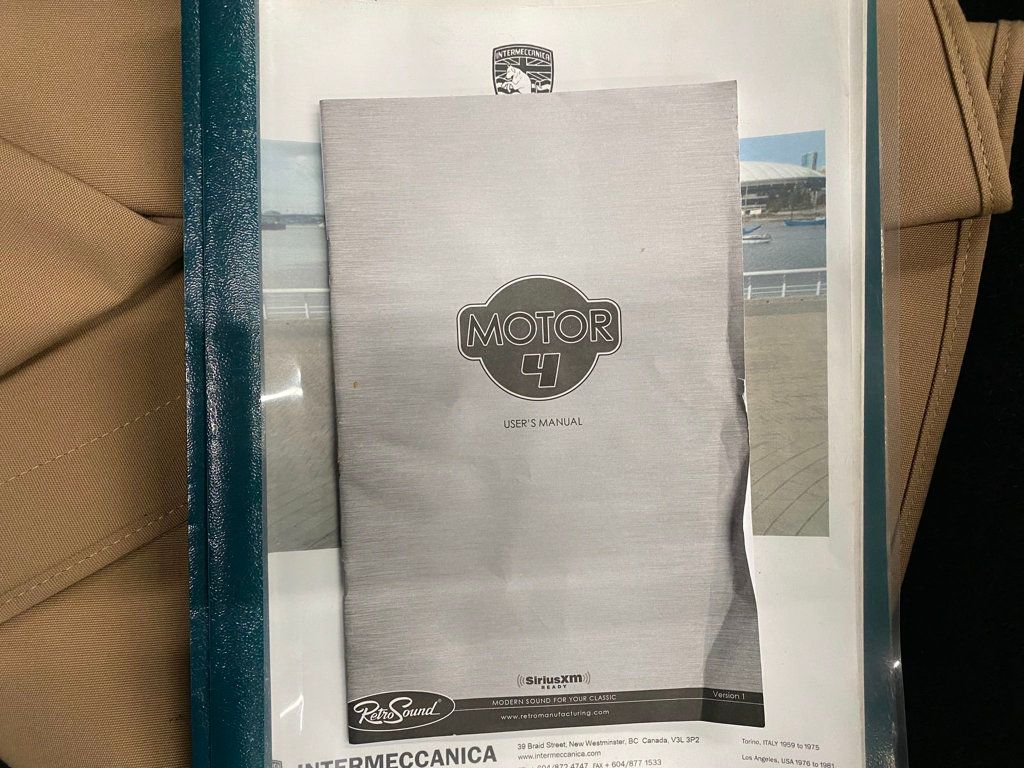 INTERMECCANICA
MOTOR
4
USER'S MANUAL
SiriusXM
READY
RetroSound
MODERN SOUND FOR YOUR CLASSIC
Version 1
www.retromanufacturing.com
INTERMECCANICA
39 Braid Street, New Westminster, BC Canada, V3L 3P2
www.intermeccanica.com
604/872 4747 FAX + 604/877 1533
Torino, ITALY 1959 to 1975
Los Angeles, USA 1976 to 1981